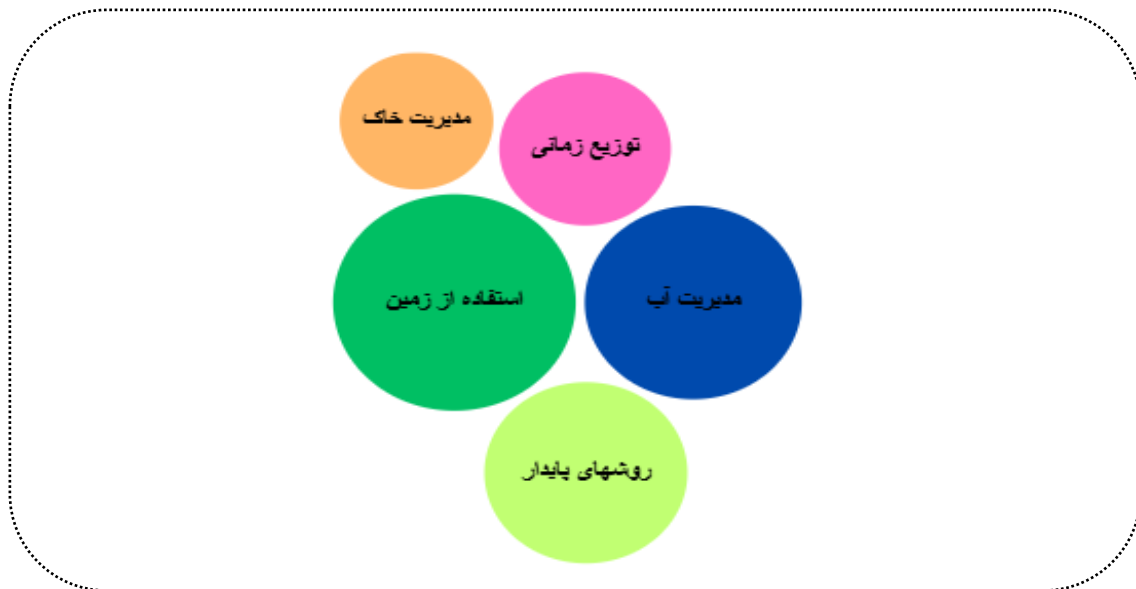 مدیریت خاک
توزیع زمانی
استفاده از زمین
مدیریت آب
روشهای پایدار